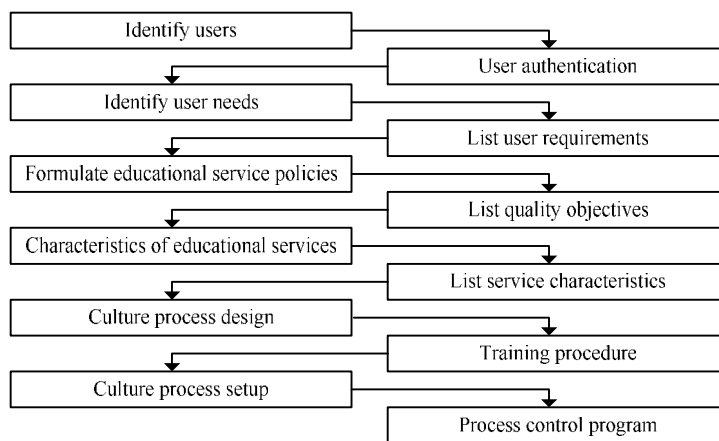 Identify users
User authentication
Identify user needs
List user requirements
Formulate educational service policies
List quality objectives
Characteristics of educational services
List service characteristics
Culture process design
Training procedure
Culture process setup
Process control program